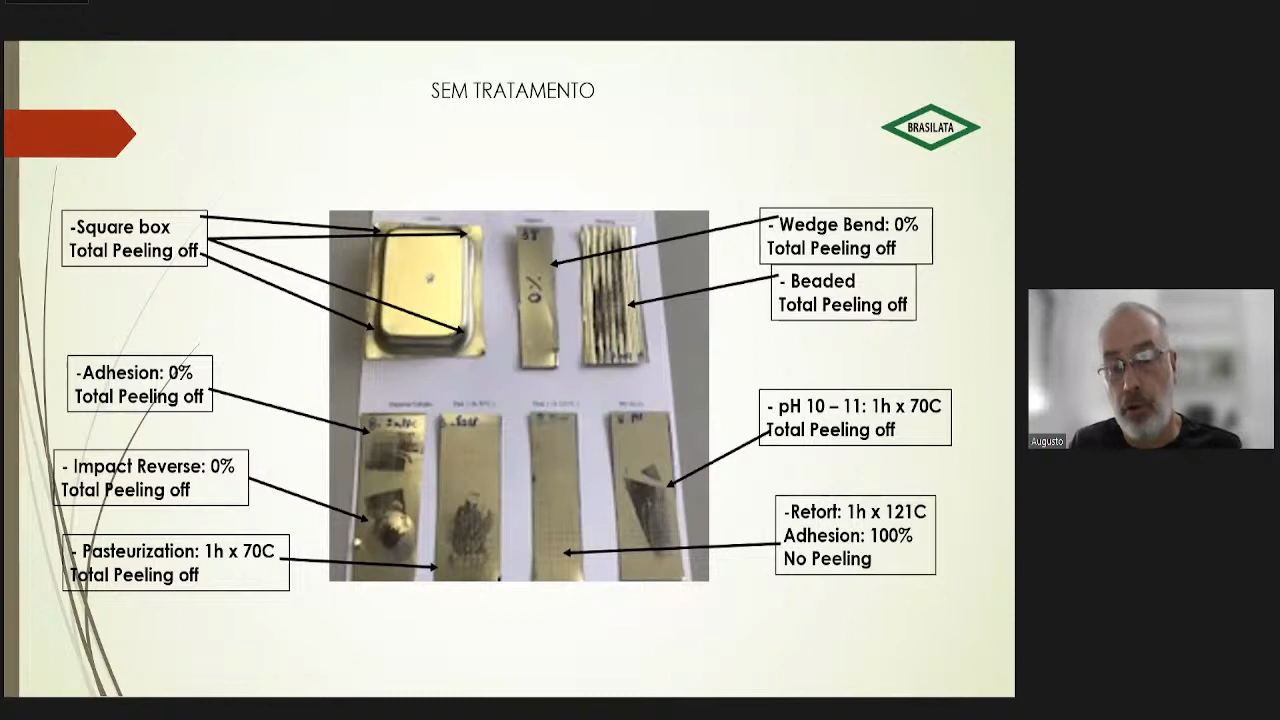 SEM TRATAMENTO
BRASILATA
-Square box
Total Peeling off
- Wedge Bend: 0%
Total Peeling off
- Beaded
Total Peeling off
0%
-Adhesion: 0%
Total Peeling off
- pH 10 – 11: 1h x 70C
Total Peeling off
- Impact Reverse: 0%
Total Peeling off
-Retort: 1h x 121C
Adhesion: 100%
No Peeling
- Pasteurization: 1h x 70C
Total Peeling off
Augusto